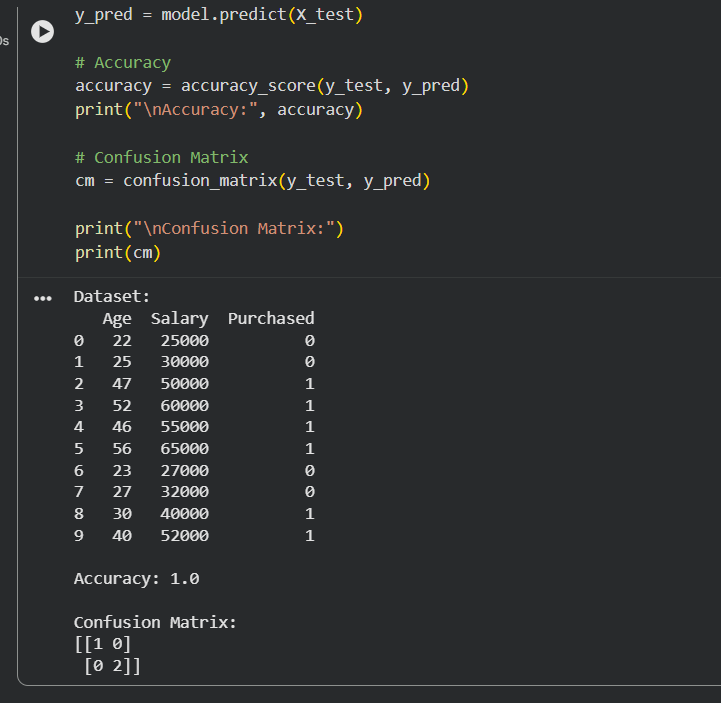 y_pred = model.predict(X_test)
# Accuracy
accuracy = accuracy_score(y_test, y_pred)
print("\nAccuracy:", accuracy)
# Confusion Matrix
cm = confusion_matrix(y_test, y_pred)
print("\nConfusion Matrix:")
print(cm)
Dataset:
Age Salary Purchased
0 22 25000 0
1 25 30000 0
2 47 50000 1
3 52 60000 1
4 46 55000 1
5 56 65000 1
6 23 27000 0
7 27 32000 0
8 30 40000 1
9 40 52000 1
Accuracy: 1.0
Confusion Matrix:
[[1 0]
[0 2]]